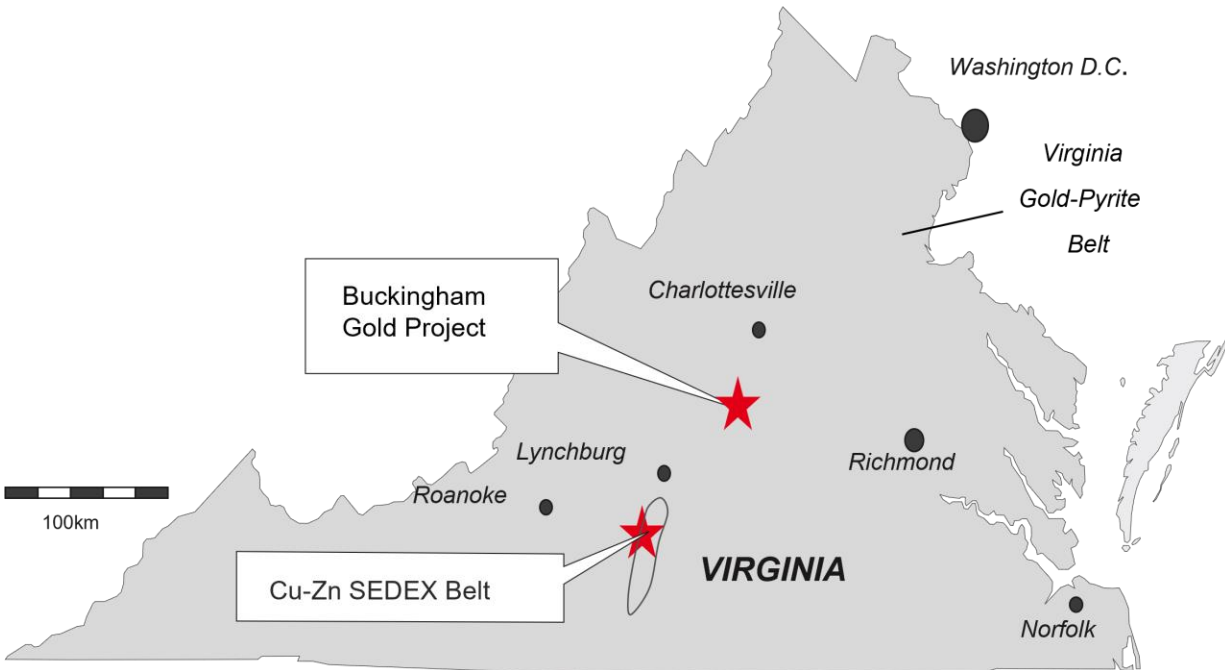 Washington D.C.
Virginia
Gold-Pyrite
Belt
Buckingham
Gold Project
Charlottesville
Lynchburg
Richmond
Roanoke
100km
VIRGINIA
Cu-Zn SEDEX Belt
Norfolk